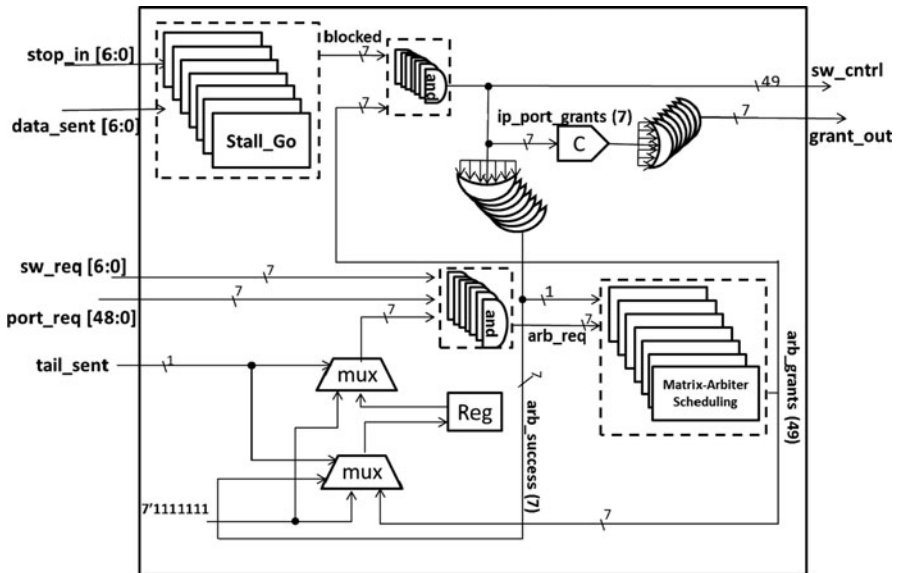 stop_in [6:0]
data_sent [6:0]
Stall_Go
blocked
7
7
and
49
sw_cntrl
ip_port_grants (7)
7
C
7
grant_out
sw_req [6:0]
7
7
port_req [48:0]
7
and
1
arb_req
7
Matrix-Arbiter
Scheduling
arb_grants (49)
tail_sent
1
mux
Reg
7
arb_success (7)
mux
7'1111111
7